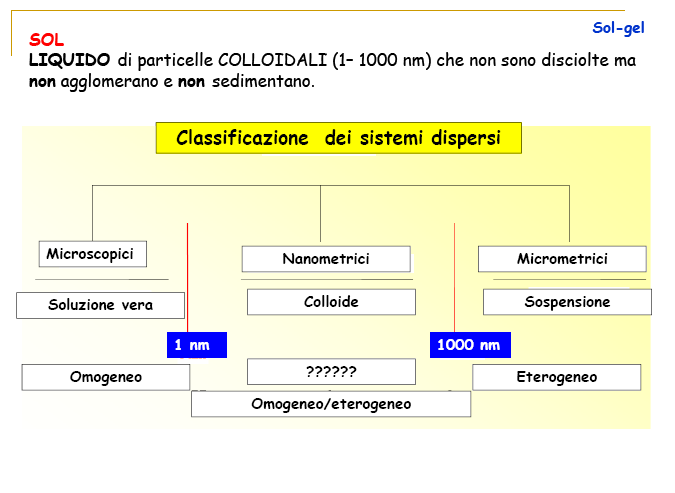 Sol-gel
SOL
LIQUIDO di particelle COLLOIDALI (1– 1000 nm) che non sono disciolte ma
non agglomerano e non sedimentano.
Classificazione dei sistemi dispersi
Microscopici
Nanometrici
Micrometrici
Soluzione vera
Colloide
Sospensione
1 nm
1000 nm
Omogeneo
??????
Eterogeneo
Omogeneo/eterogeneo